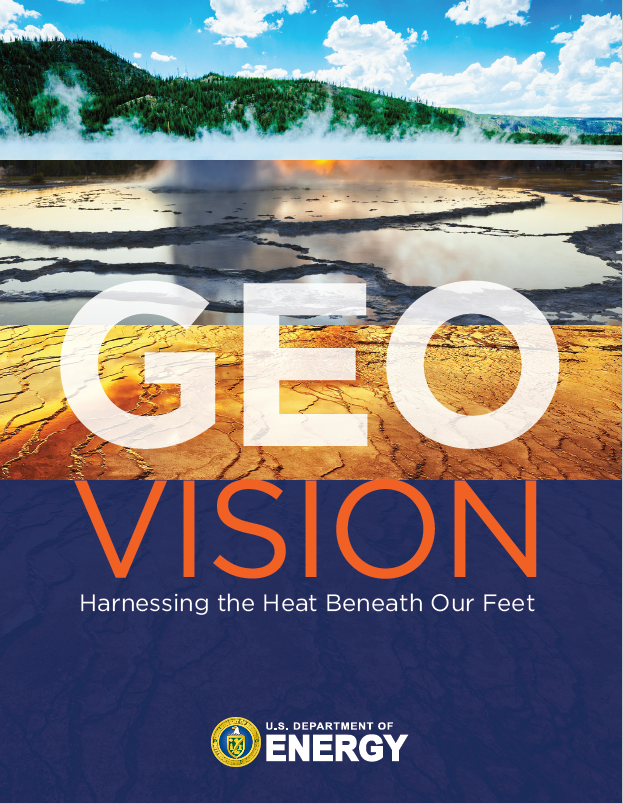 GEO
VISION
Harnessing the Heat Beneath Our Feet
U.S. DEPARTMENT OF
ENERGY